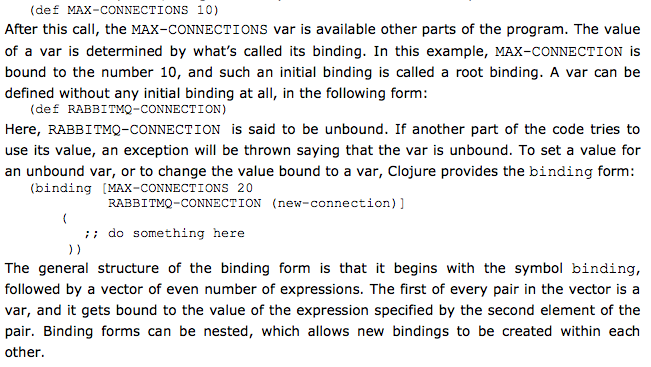 (def MAX-CONNECTIONS 10)
After this call, the MAX-CONNECTIONS var is available other parts of the program. The value
of a var is determined by what's called its binding. In this example, MAX-CONNECTION is
bound to the number 10, and such an initial binding is called a root binding. A var can be
defined without any initial binding at all, in the following form:
(def RABBITMQ-CONNECTION)
Here, RABBITMQ-CONNECTION is said to be unbound. If another part of the code tries to
use its value, an exception will be thrown saying that the var is unbound. To set a value for
an unbound var, or to change the value bound to a var, Clojure provides the binding form:
(binding [MAX-CONNECTIONS 20
RABBITMQ-CONNECTION (new-connection)]
(
;; do something here
))
The general structure of the binding form is that it begins with the symbol binding,
followed by a vector of even number of expressions. The first of every pair in the vector is a
var, and it gets bound to the value of the expression specified by the second element of the
pair. Binding forms can be nested, which allows new bindings to be created within each
other.